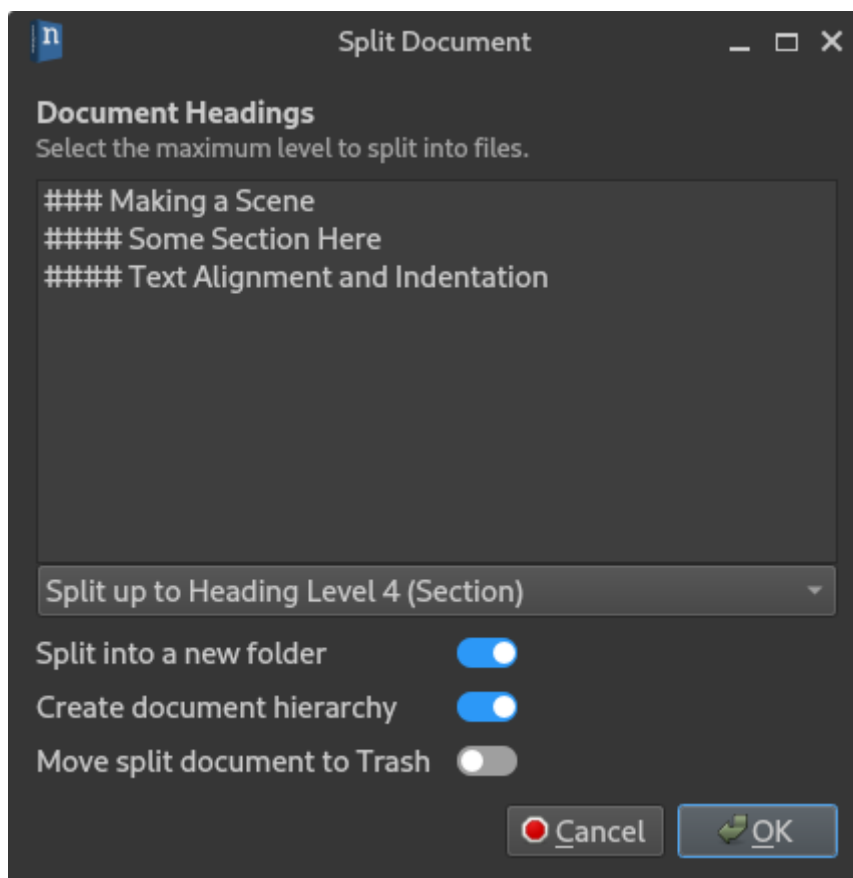 n
Split Document
Document Headings
Select the maximum level to split into files.
### Making a Scene
#### Some Section Here
#### Text Alignment and Indentation
Split up to Heading Level 4 (Section)
Split into a new folder
Create document hierarchy
Move split document to Trash
Cancel OK